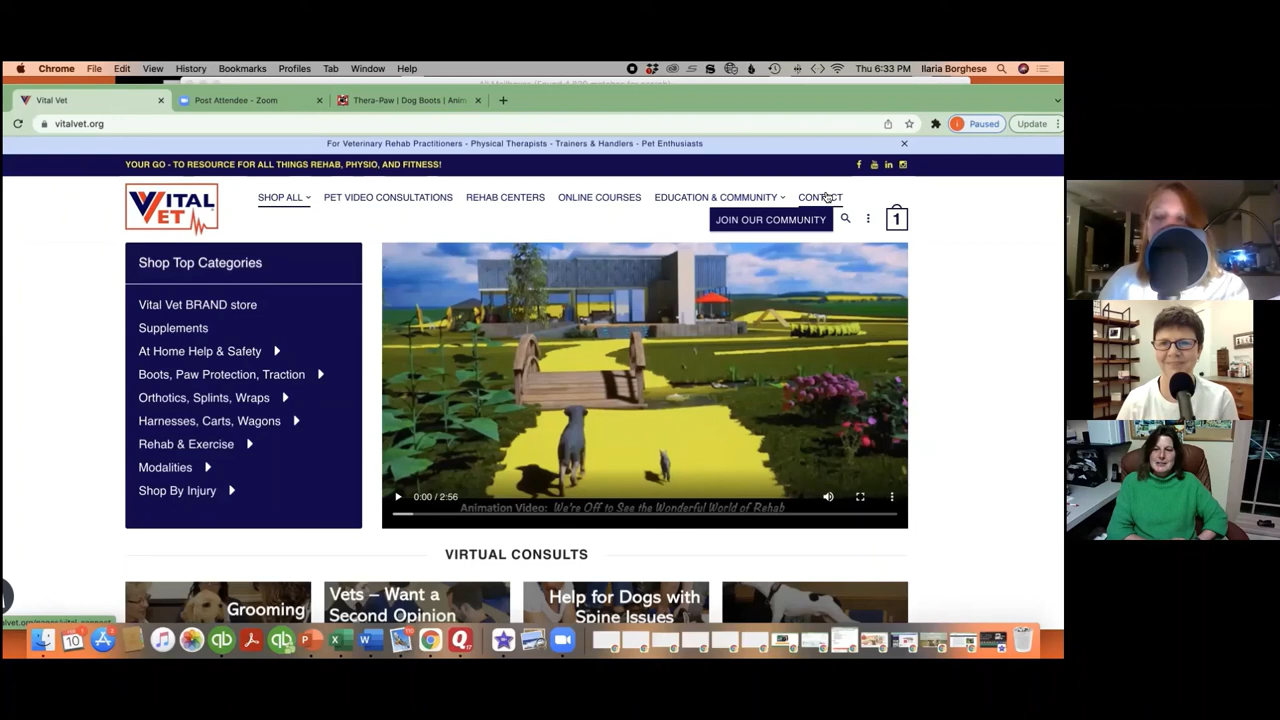 Chrome File Edit View History Bookmarks Profiles Tab Window Help Thu 6:33 PM Ilaria Borghese
Vital Vet Post Attendee - Zoom Thera-Paw | Dog Boots | Anim
vitalvet.org Paused Update
For Veterinary Rehab Practitioners - Physical Therapists - Trainers & Handlers - Pet Enthusiasts
YOUR GO - TO RESOURCE FOR ALL THINGS REHAB, PHYSIO, AND FITNESS!
VITAL
VET
SHOP ALL PET VIDEO CONSULTATIONS REHAB CENTERS ONLINE COURSES EDUCATION & COMMUNITY CONTACT
JOIN OUR COMMUNITY 1
Shop Top Categories
Vital Vet BRAND store
Supplements
At Home Help & Safety
Boots, Paw Protection, Traction
Orthotics, Splints, Wraps
Harnesses, Carts, Wagons
Rehab & Exercise
Modalities
Shop By Injury
0:00 / 2:56
Animation Video: We're Off to See the Wonderful World of Rehab
VIRTUAL CONSULTS
Grooming
Vets – Want a
Second Opinion
Help for Dogs with
Spine Issues